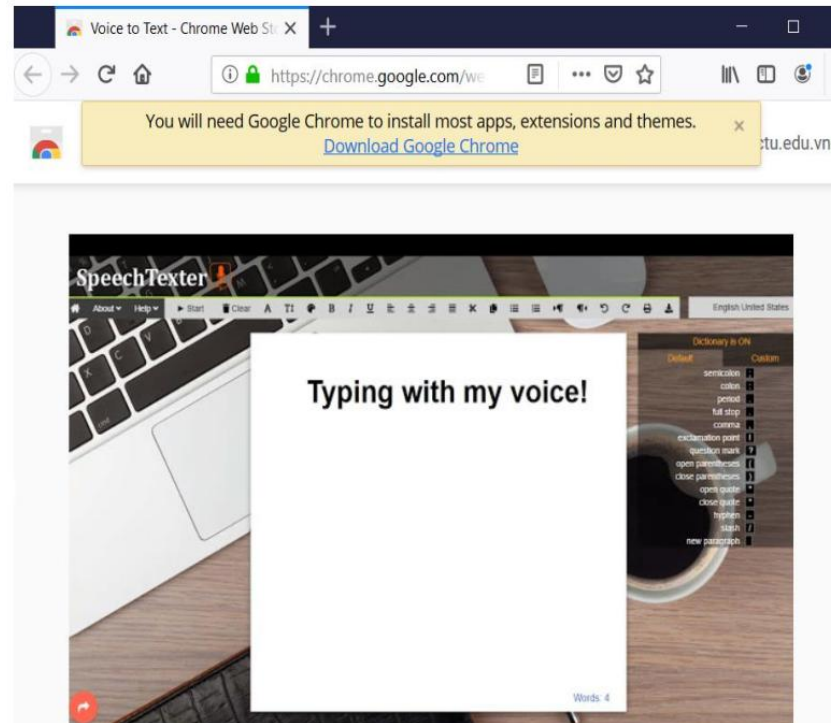 Voice to Text - Chrome Web St
https://chrome.google.com/we
You will need Google Chrome to install most apps, extensions and themes.
Download Google Chrome
ctu.edu.vn
SpeechTexter
About Help Start Clear A B I U English United States
Typing with my voice!
Dictionary is ON
Default Custom
semicolon ;
colon :
period .
full stop .
comma ,
exclamation point !
question mark ?
open parentheses (
close parentheses )
open quote "
close quote "
hyphen -
slash /
new paragraph
Words: 4